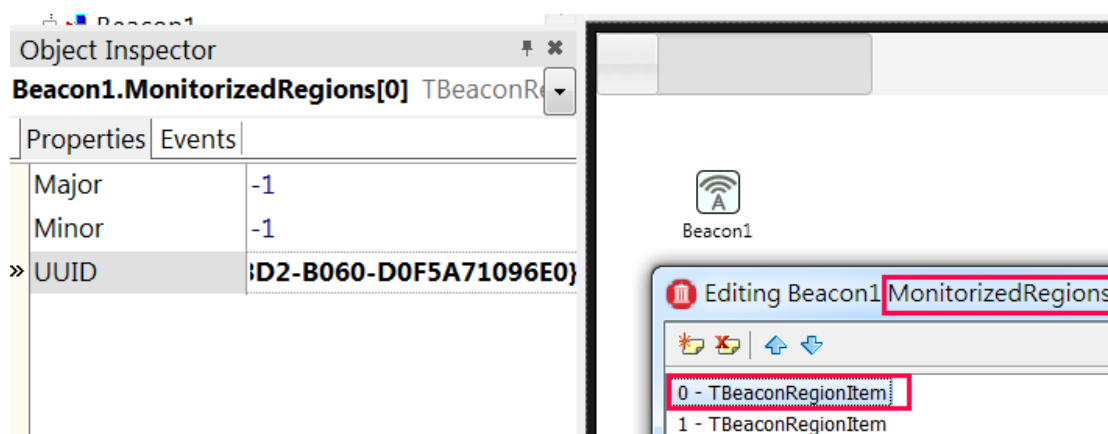 Beacon1
Object Inspector
Beacon1.MonitorizedRegions[0] TBeaconRe
Properties Events
Major -1
Minor -1
» UUID 3D2-B060-D0F5A71096E0}
A
Beacon1
Editing Beacon1 MonitorizedRegions
0 - TBeaconRegionItem
1 - TBeaconRegionItem